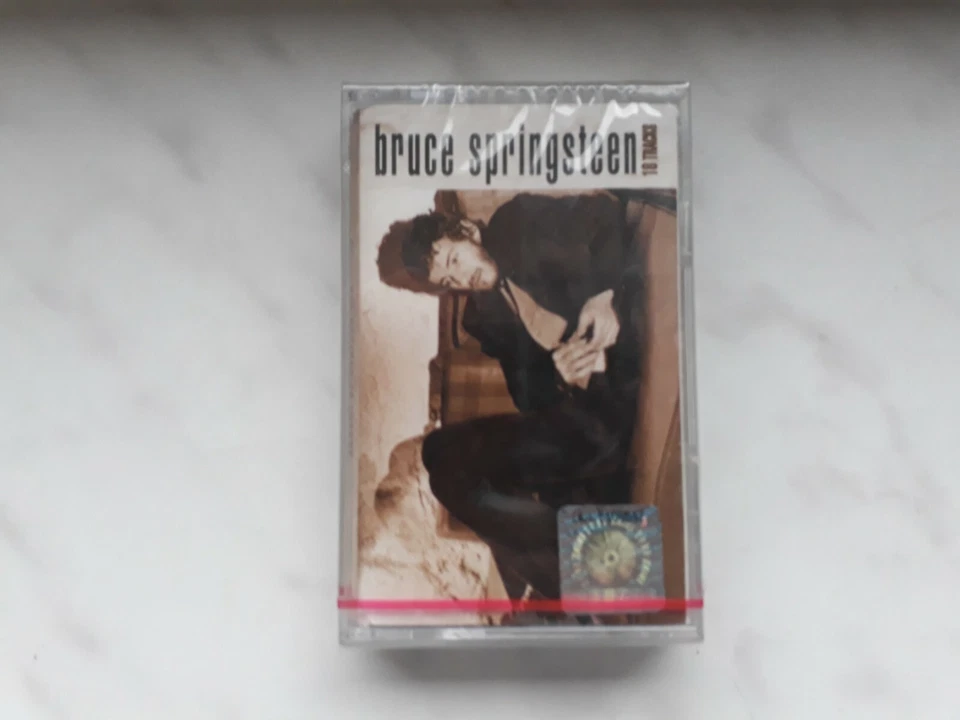 bruce springsteen
18 TRACKS